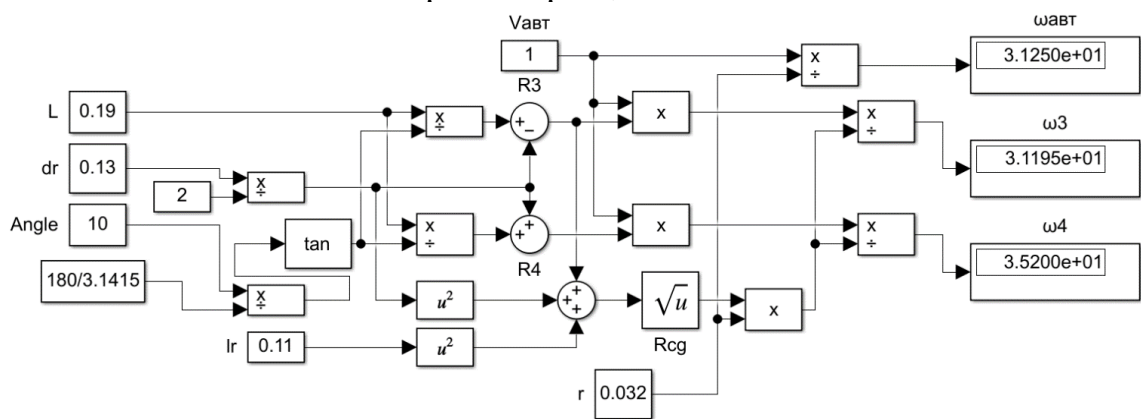 Vавт
1
ωавт
3.1250e+01
R3
L
0.19
ω3
3.1195e+01
dr
0.13
2
Angle
10
tan
R4
ω4
3.5200e+01
180/3.1415
u²
√u
Rcg
lr
0.11
u²
r
0.032
x
÷
x
÷
x
÷
x
÷
x
÷
x
÷
x
÷
x
x
x